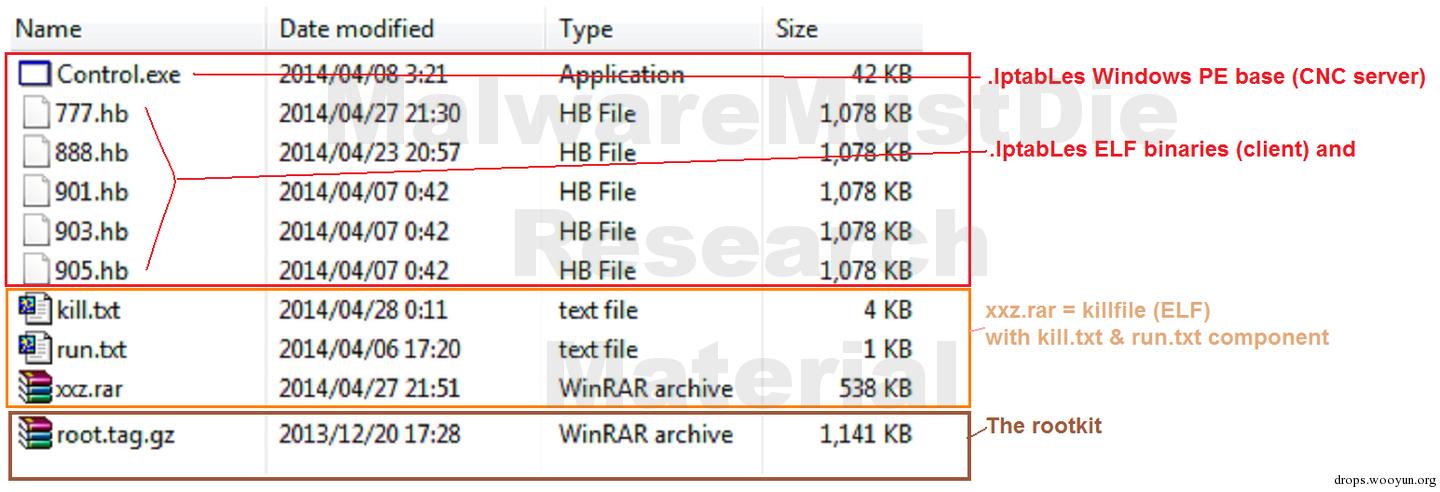 Name Date modified Type Size
Control.exe 2014/04/08 3:21 Application 42 KB .IptabLes Windows PE base (CNC server)
777.hb 2014/04/27 21:30 HB File 1,078 KB
888.hb 2014/04/23 20:57 HB File 1,078 KB .IptabLes ELF binaries (client) and
901.hb 2014/04/07 0:42 HB File 1,078 KB
903.hb 2014/04/07 0:42 HB File 1,078 KB
905.hb 2014/04/07 0:42 HB File 1,078 KB
kill.txt 2014/04/28 0:11 text file 4 KB xxz.rar = killfile (ELF)
run.txt 2014/04/06 17:20 text file 1 KB with kill.txt & run.txt component
xxz.rar 2014/04/27 21:51 WinRAR archive 538 KB
root.tag.gz 2013/12/20 17:28 WinRAR archive 1,141 KB The rootkit
MalwareMustDie
Research
Material
drops.wooyun.org